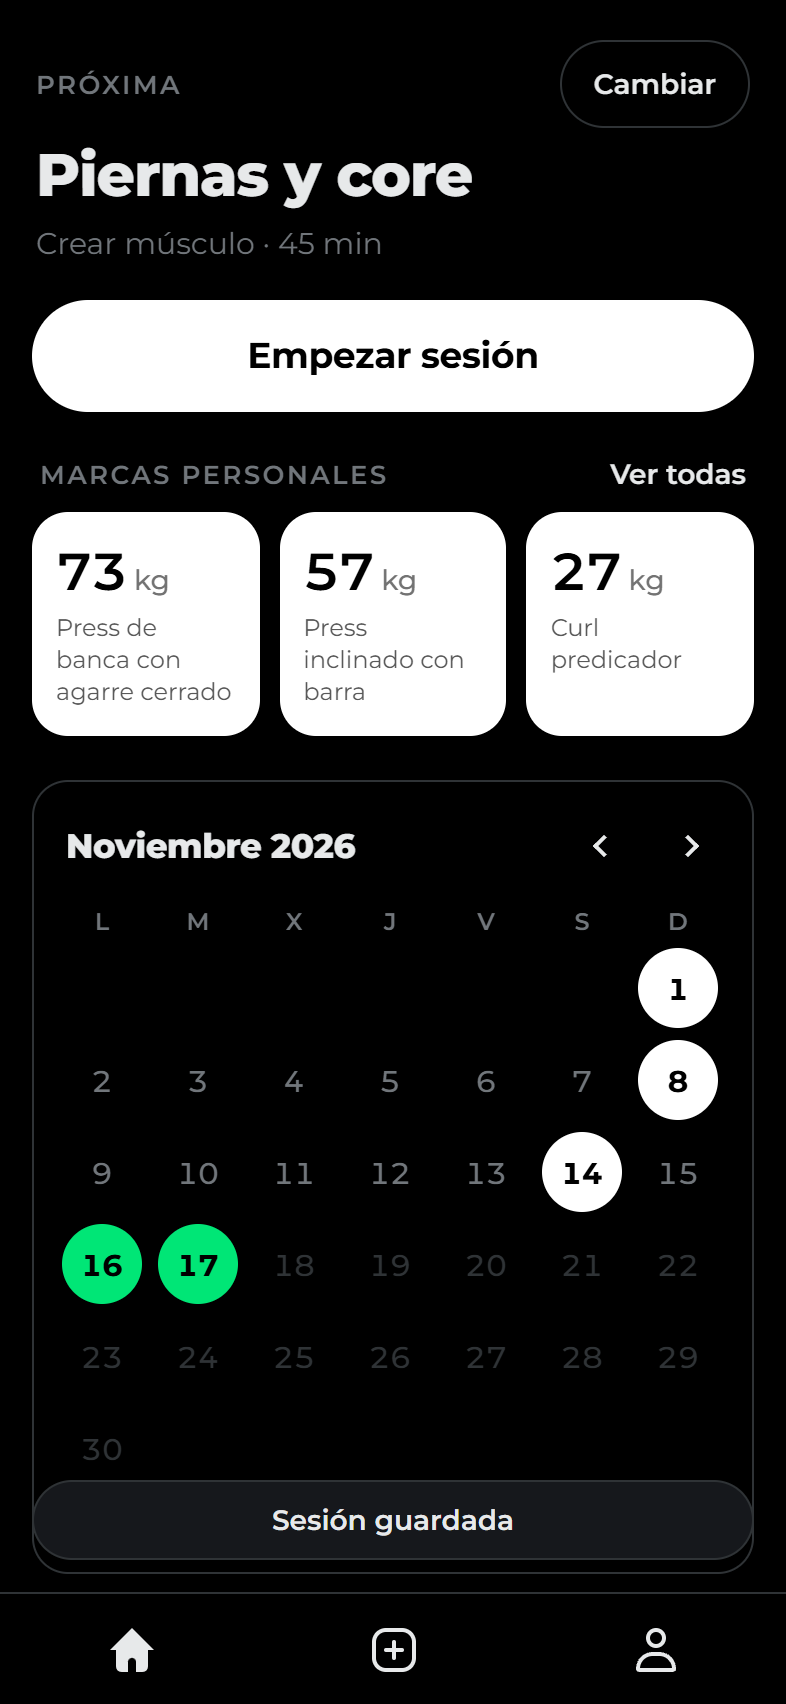 PRÓXIMA
Cambiar
Piernas y core
Crear músculo · 45 min
Empezar sesión
MARCAS PERSONALES
Ver todas
73 kg
Press de
banca con
agarre cerrado
57 kg
Press
inclinado con
barra
27 kg
Curl
predicador
Noviembre 2026
L M X J V S D
1
2 3 4 5 6 7 8
9 10 11 12 13 14 15
16 17 18 19 20 21 22
23 24 25 26 27 28 29
30
Sesión guardada